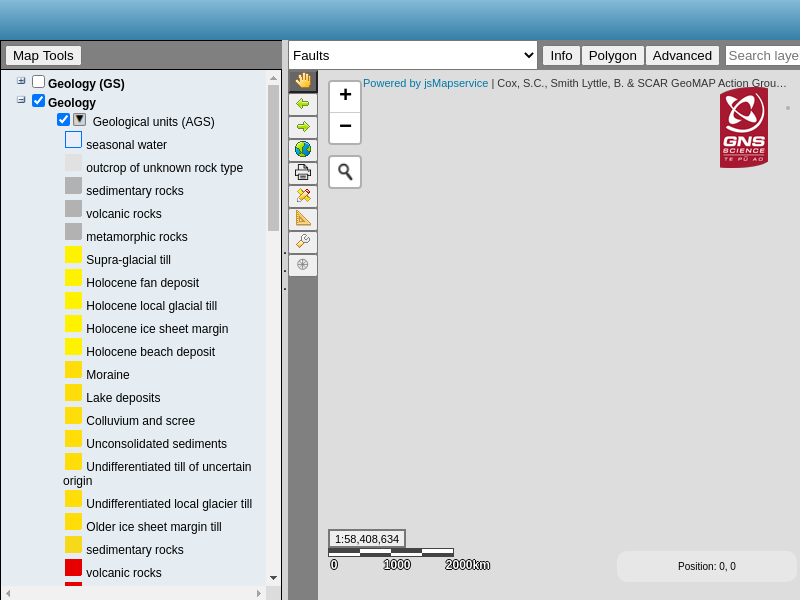 Map Tools
Faults
Info
Polygon
Advanced
Search laye
Geology (GS)
Geology
Geological units (AGS)
seasonal water
outcrop of unknown rock type
sedimentary rocks
volcanic rocks
metamorphic rocks
Supra-glacial till
Holocene fan deposit
Holocene local glacial till
Holocene ice sheet margin
Holocene beach deposit
Moraine
Lake deposits
Colluvium and scree
Unconsolidated sediments
Undifferentiated till of uncertain
origin
Undifferentiated local glacier till
Older ice sheet margin till
sedimentary rocks
volcanic rocks
+
−
Powered by jsMapservice | Cox, S.C., Smith Lyttle, B. & SCAR GeoMAP Action Grou…
GNS
SCIENCE
TE PŪ AO
1:58,408,634
0 1000 2000km
Position: 0, 0